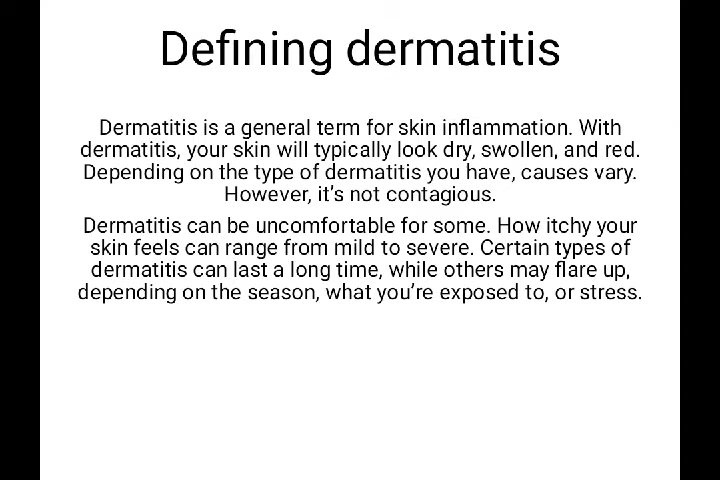 Defining dermatitis
Dermatitis is a general term for skin inflammation. With
dermatitis, your skin will typically look dry, swollen, and red.
Depending on the type of dermatitis you have, causes vary.
However, it’s not contagious.
Dermatitis can be uncomfortable for some. How itchy your
skin feels can range from mild to severe. Certain types of
dermatitis can last a long time, while others may flare up,
depending on the season, what you’re exposed to, or stress.